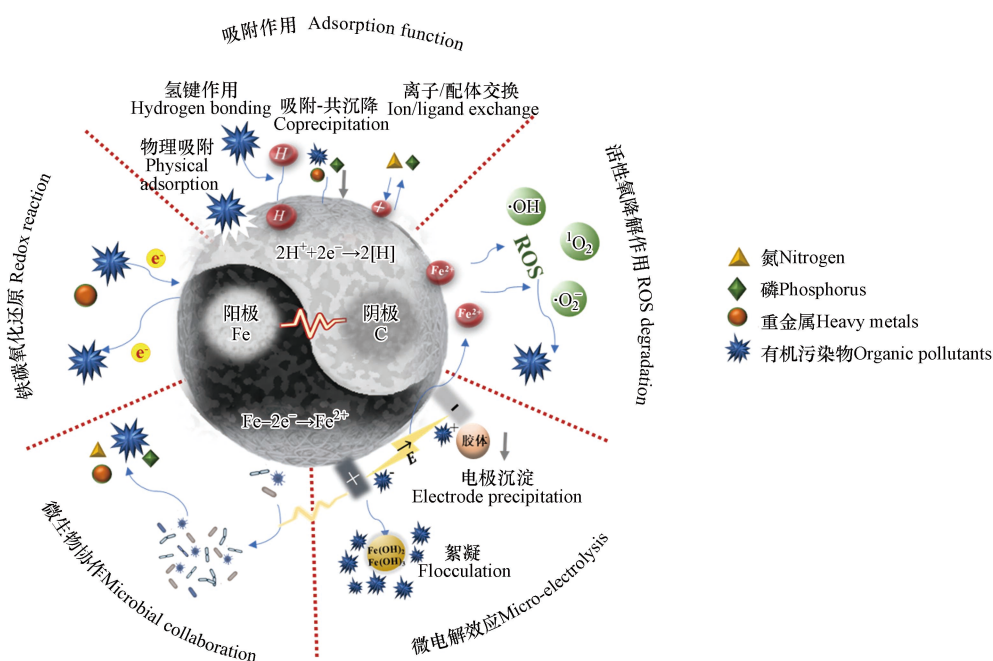 吸附作用 Adsorption function
氢键作用
Hydrogen bonding
吸附-共沉降
Coprecipitation
离子/配体交换
Ion/ligand exchange
物理吸附
Physical
adsorption
H
H
+
2H⁺+2e⁻→2[H]
阳极
Fe
阴极
C
Fe−2e⁻→Fe²⁺
铁碳氧化还原 Redox reaction
e⁻
e⁻
活性氧降解作用 ROS degradation
Fe²⁺
Fe²⁺
ROS
·OH
¹O₂
·O₂⁻
微生物协作Microbial collaboration
微电解效应Micro-electrolysis
+
-
→
E
-
+
胶体
电极沉淀
Electrode precipitation
Fe(OH)₂
Fe(OH)₃
絮凝
Flocculation
氮Nitrogen
磷Phosphorus
重金属Heavy metals
有机污染物Organic pollutants